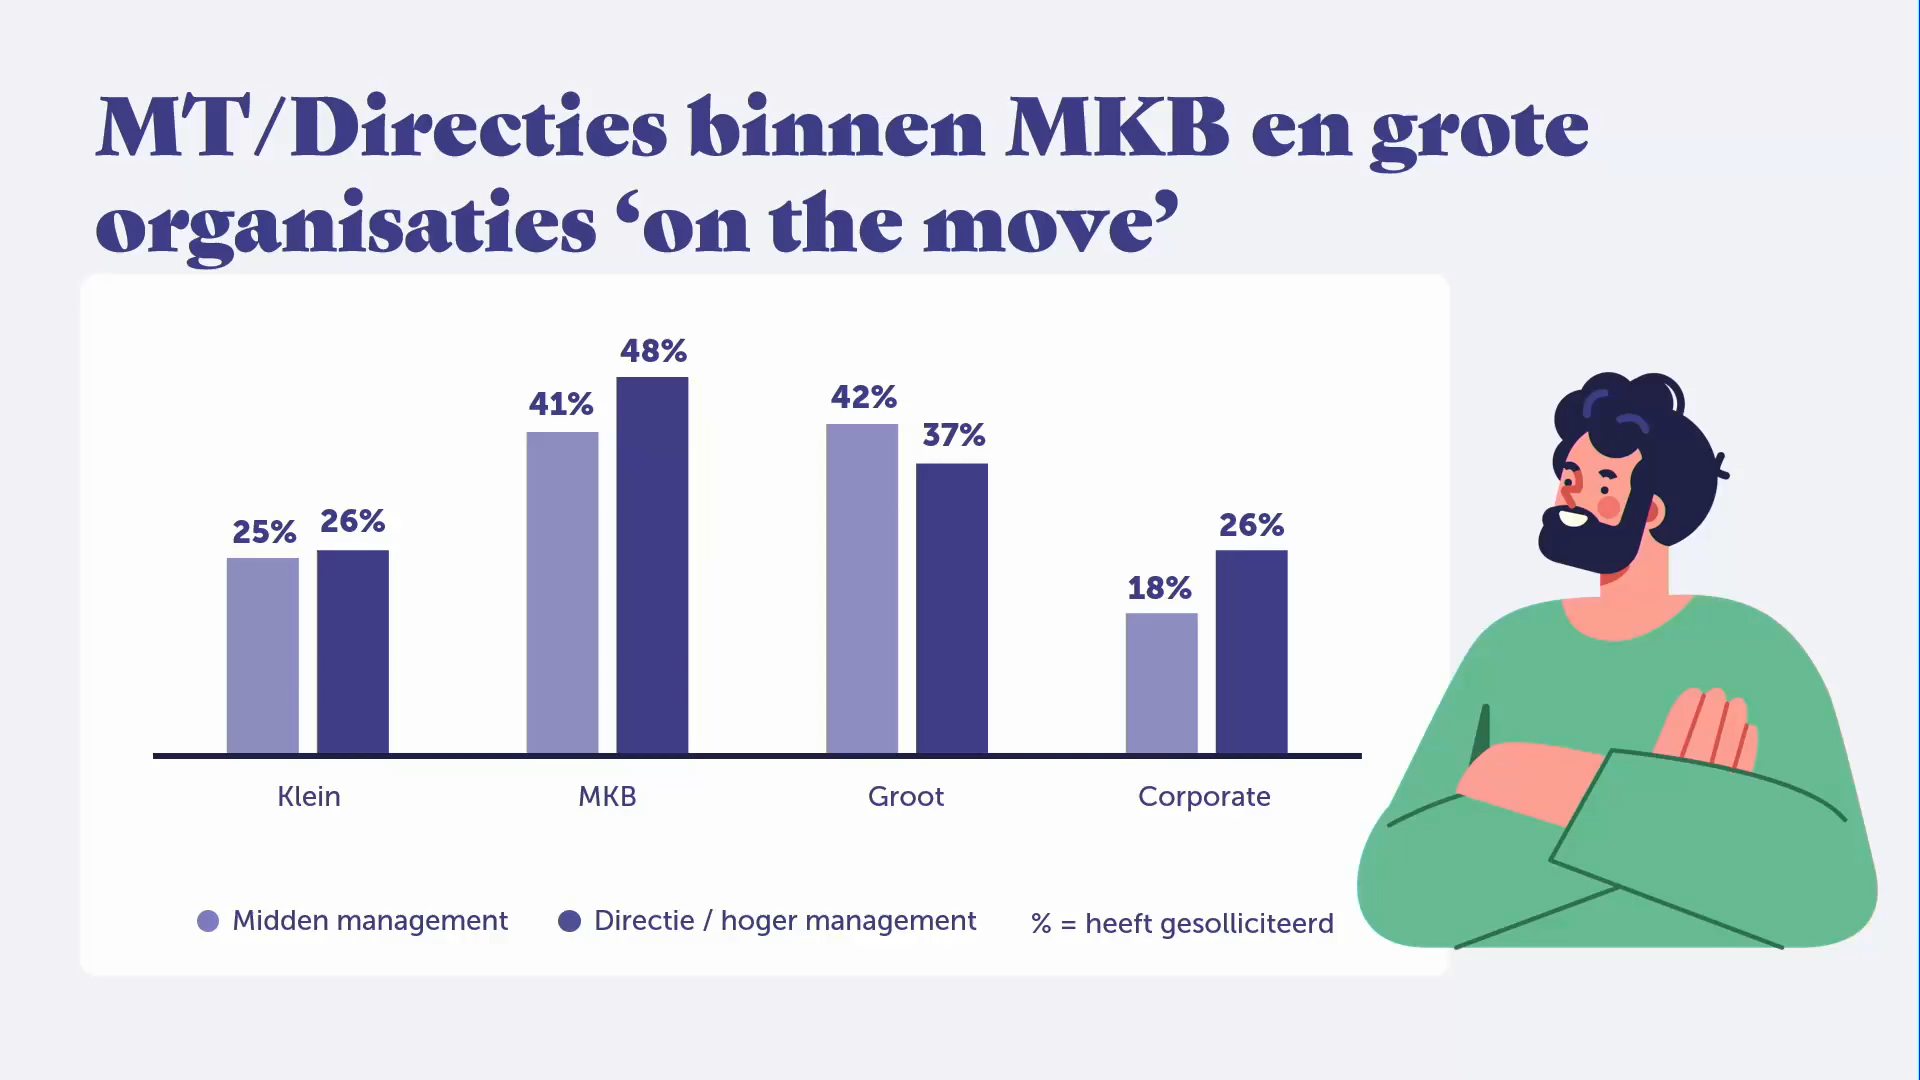 MT/Directies binnen MKB en grote
organisaties ‘on the move’
25%
26%
41%
48%
42%
37%
18%
26%
Klein
MKB
Groot
Corporate
Midden management
Directie / hoger management
% = heeft gesolliciteerd